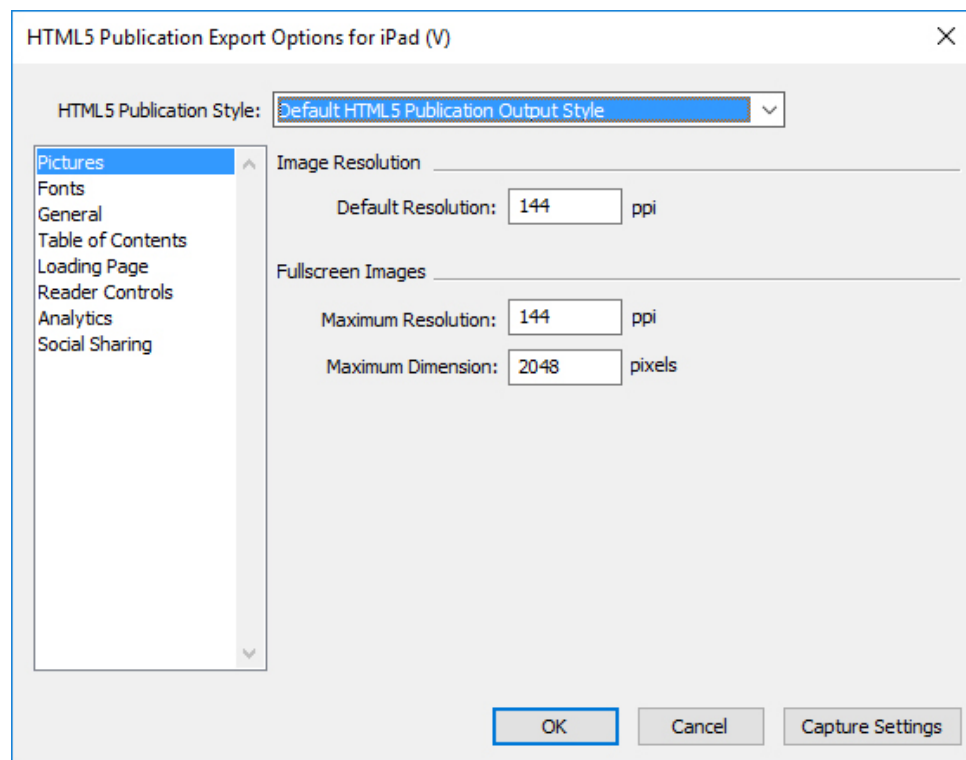 HTML5 Publication Export Options for iPad (V)
HTML5 Publication Style: Default HTML5 Publication Output Style
Pictures
Fonts
General
Table of Contents
Loading Page
Reader Controls
Analytics
Social Sharing
Image Resolution
Default Resolution: 144 ppi
Fullscreen Images
Maximum Resolution: 144 ppi
Maximum Dimension: 2048 pixels
OK Cancel Capture Settings